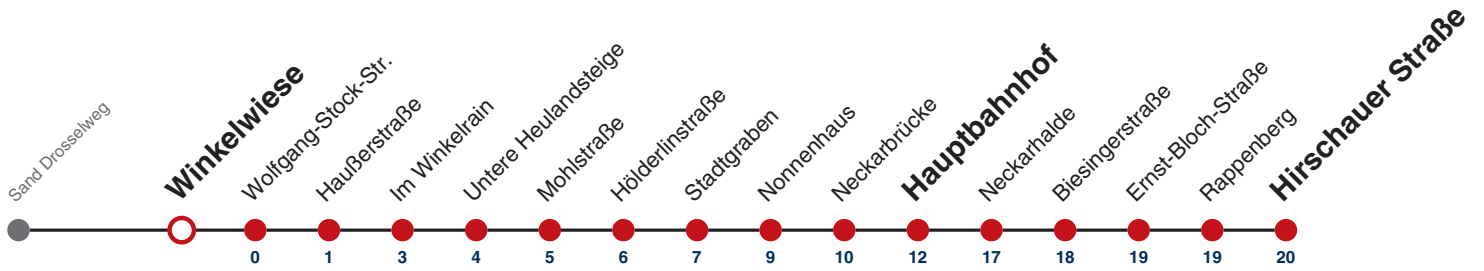 Sand Drosselweg
Winkelwiese
Wolfgang-Stock-Str.
Haußerstraße
Im Winkelrain
Untere Heulandsteige
Mohlstraße
Hölderlinstraße
Stadtgraben
Nonnenhaus
Neckarbrücke
Hauptbahnhof
Neckarhalde
Biesingerstraße
Ernst-Bloch-Straße
Rappenberg
Hirschauer Straße
0 1 3 4 5 6 7 9 10 12 17 18 19 19 20